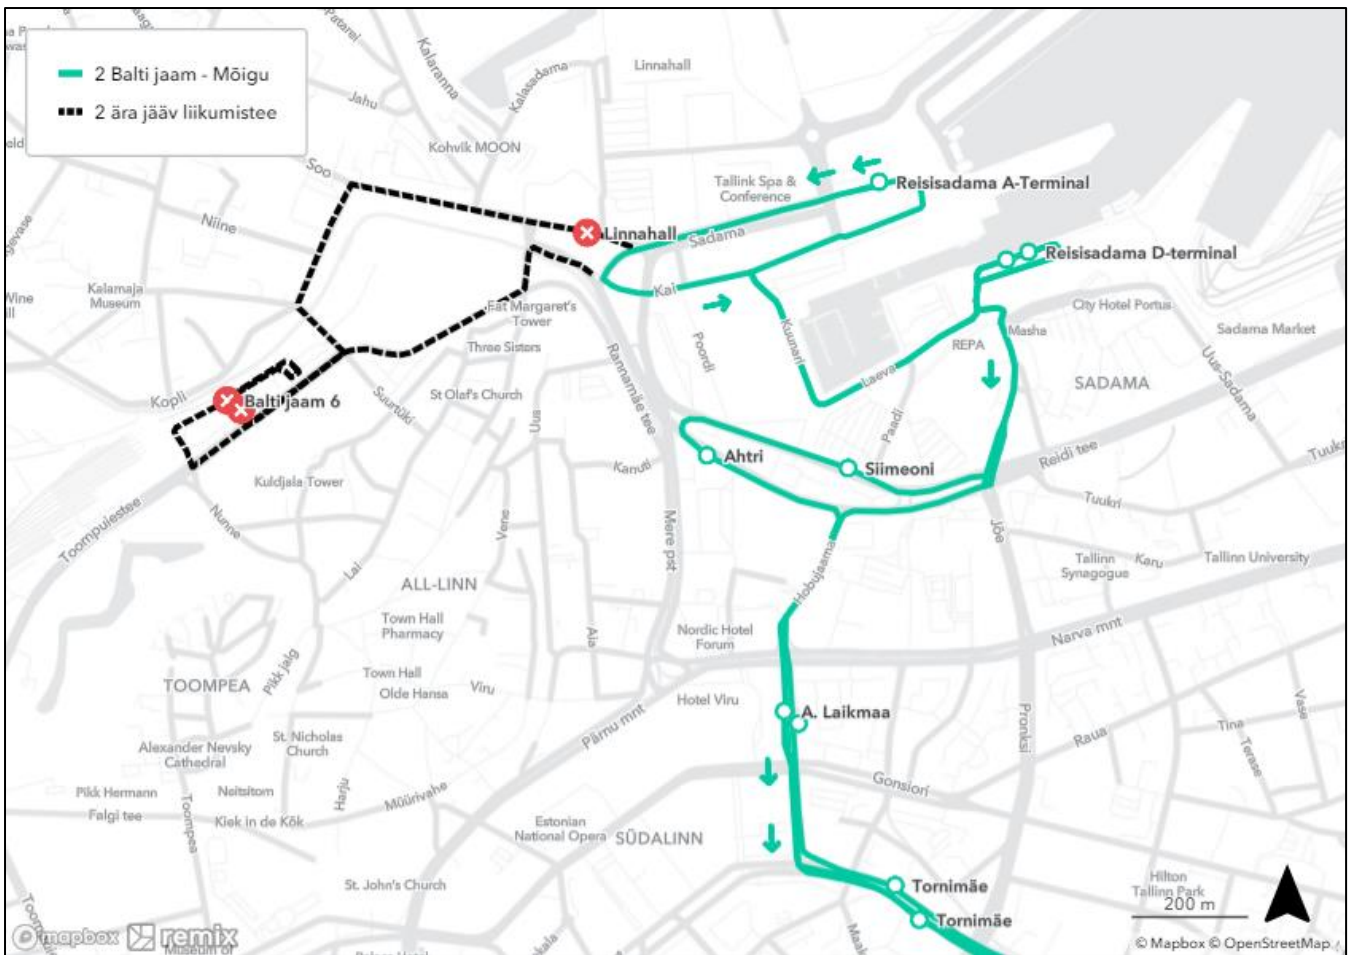 2 Balti jaam - Mõigu
2 ära jääv liikumistee
Patarei
Kalaranna
Kalasadama
Linnahall
Jahu
Kohvik MOON
Soo
Niine
Tallink Spa &
Conference
Reisisadama A-Terminal
Linnahall
Sadama
Reisisadama D-terminal
Kalamaja
Museum
Kai
Fat Margaret's
Tower
City Hotel Portus
Masha
Sadama Market
Kuunari
REPA
Three Sisters
Poordi
Rannamäe tee
Uus-Sadama
Laeva
SADAMA
Kopli
Balti jaam 6
Suurtüki
St Olaf's Church
Uus
Paadi
Ahtri
Siimeoni
Reidi tee
Kanuti
Kuldjala Tower
Tuukri
Toompuiestee
Nunne
Vene
Mere pst
Jõe
Lai
Hobujaama
Tallinn
Synagogue
Karu
Tallinn University
ALL-LINN
Town Hall
Pharmacy
Aia
Nordic Hotel
Forum
Narva mnt
Pikk jalg
TOOMPEA
Town Hall
Olde Hansa
Viru
Hotel Viru
A. Laikmaa
Pärnu mnt
Pronksi
Raua
Tina
Vase
Terase
St. Nicholas
Church
Alexander Nevsky
Cathedral
Harju
Müürivahe
Gonsiori
Pikk Hermann
Neitsitorn
Falgi tee
Toompea
Kiek in de Kök
Estonian
National Opera
SÜDALINN
St. John's Church
Tornimäe
Tornimäe
Hilton
Tallinn Park
200 m
mapbox
remix
Museum of
© Mapbox © OpenStreetMap